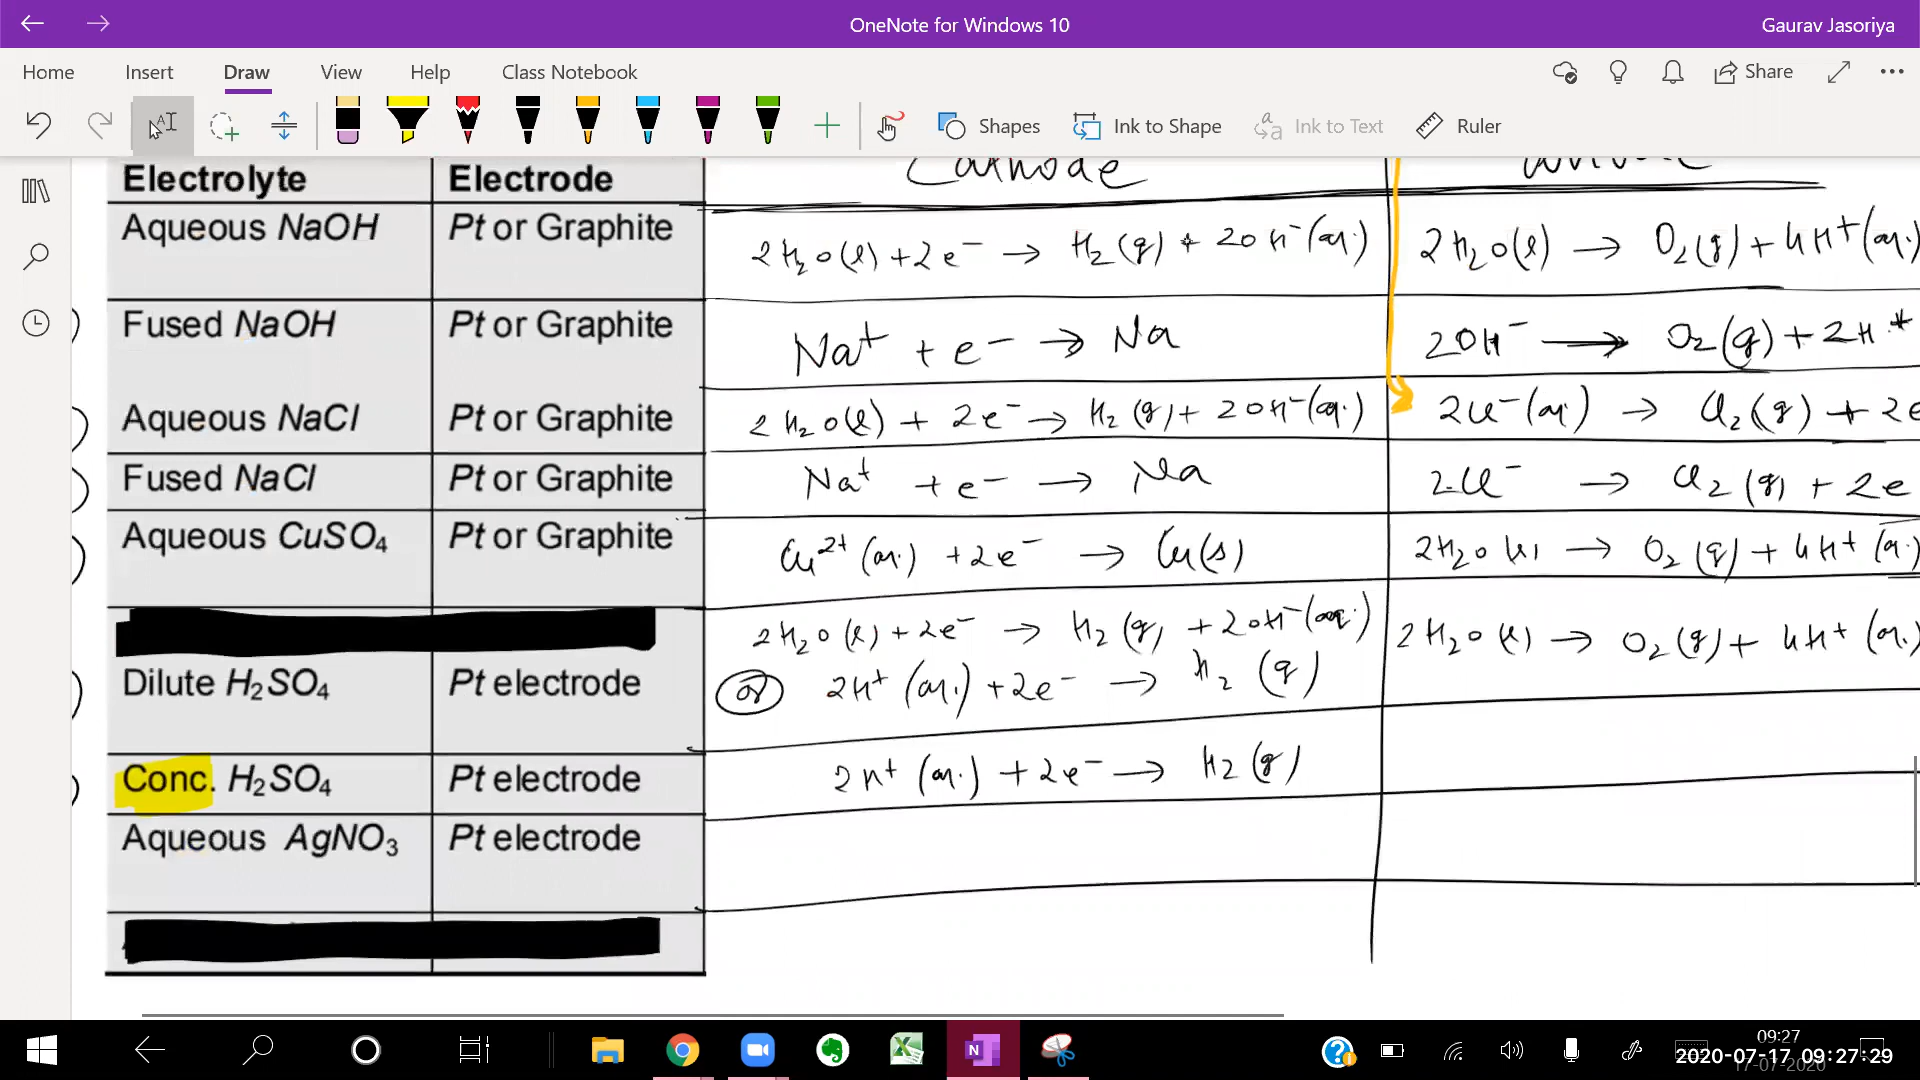 OneNote for Windows 10
Gaurav Jasoriya
Home Insert Draw View Help Class Notebook Share
Shapes Ink to Shape Ink to Text Ruler
Electrolyte Electrode Cathode
Aqueous NaOH Pt or Graphite 2H₂O(l) + 2e⁻ → H₂(g) + 2OH⁻(aq.) 2H₂O(l) → O₂(g) + 4H⁺(aq.)
Fused NaOH Pt or Graphite Na⁺ + e⁻ → Na 2OH⁻ → O₂(g) + 2H⁺
Aqueous NaCl Pt or Graphite 2H₂O(l) + 2e⁻ → H₂(g) + 2OH⁻(aq.) 2Cl⁻(aq.) → Cl₂(g) + 2e
Fused NaCl Pt or Graphite Na⁺ + e⁻ → Na 2Cl⁻ → Cl₂(g) + 2e
Aqueous CuSO₄ Pt or Graphite Cu²⁺(aq.) + 2e⁻ → Cu(s) 2H₂O(l) → O₂(g) + 4H⁺(aq.)
2H₂O(l) + 2e⁻ → H₂(g) + 2OH⁻(aq.) 2H₂O(l) → O₂(g) + 4H⁺(aq.)
Dilute H₂SO₄ Pt electrode or 2H⁺(aq.) + 2e⁻ → H₂(g)
Conc. H₂SO₄ Pt electrode 2H⁺(aq.) + 2e⁻ → H₂(g)
Aqueous AgNO₃ Pt electrode
09:27
2020-07-17 09:27:29
17-07-2020